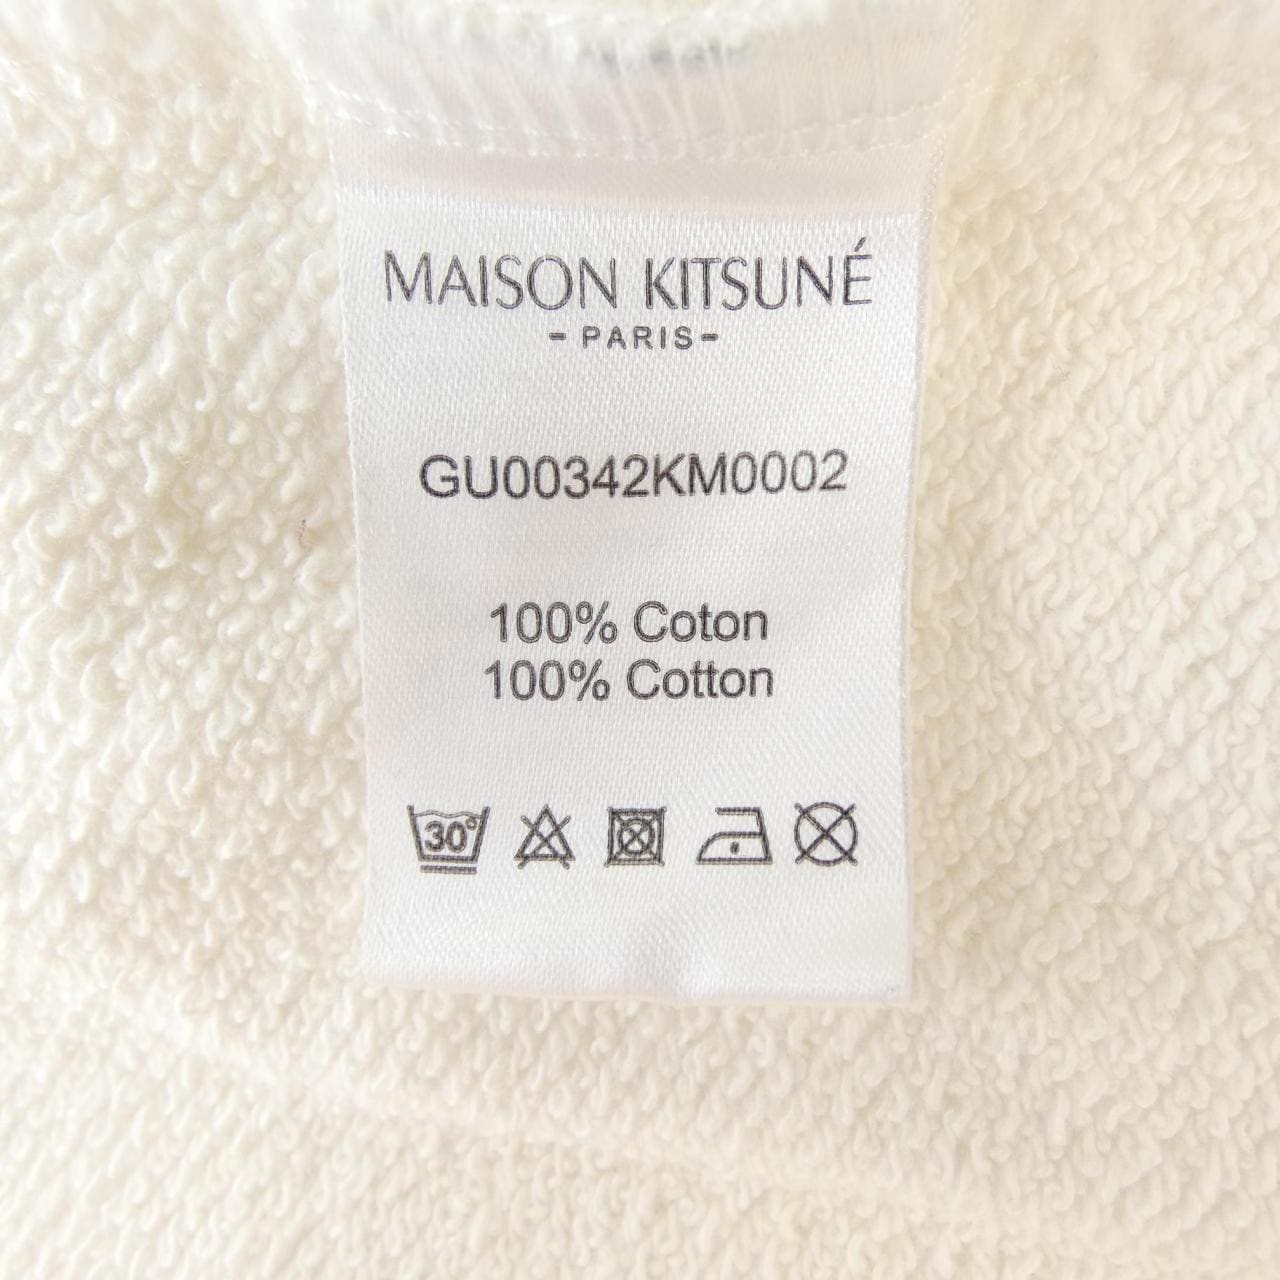 MAISON KITSUNÉ
- PARIS -
GU00342KM0002
100% Coton
100% Cotton
30°